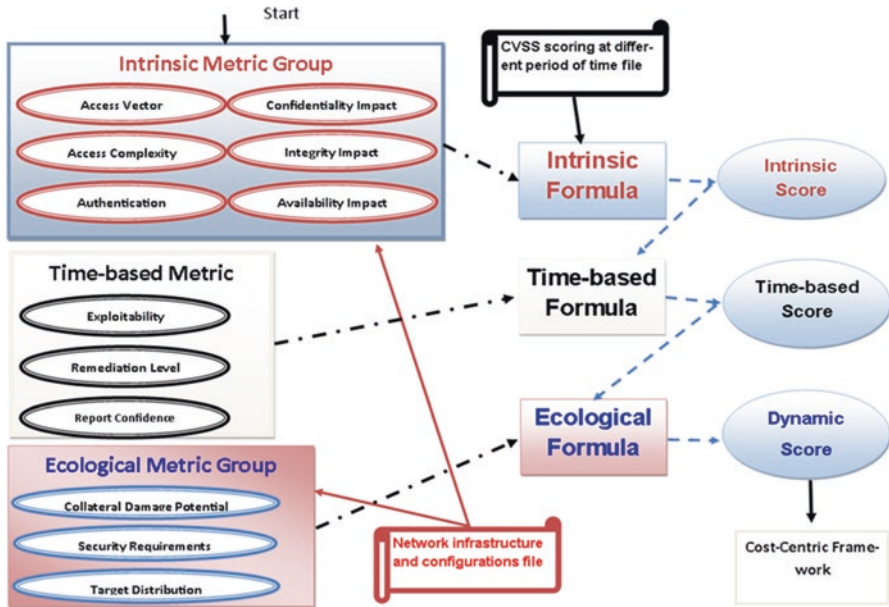 Start
CVSS scoring at differ-
ent period of time file
Intrinsic Metric Group
Access Vector
Confidentiality Impact
Access Complexity
Integrity Impact
Authentication
Availability Impact
Intrinsic
Formula
Intrinsic
Score
Time-based Metric
Exploitability
Remediation Level
Report Confidence
Time-based
Formula
Time-based
Score
Ecological Metric Group
Collateral Damage Potential
Security Requirements
Target Distribution
Ecological
Formula
Dynamic
Score
Network infrastructure
and configurations file
Cost-Centric Frame-
work